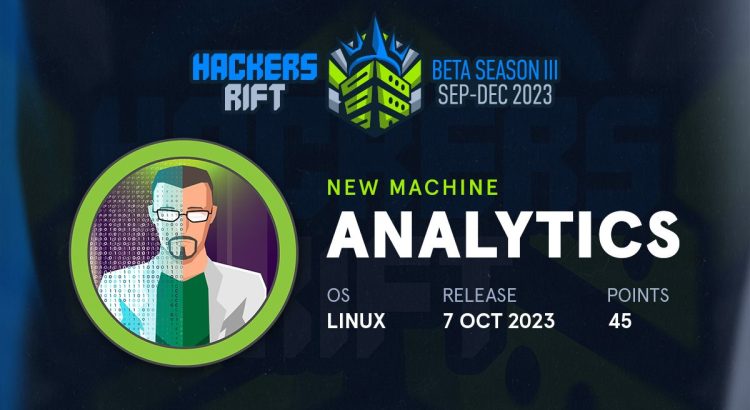 HACKERS
RIFT
BETA SEASON III
SEP-DEC 2023
NEW MACHINE
ANALYTICS
OS
RELEASE
POINTS
LINUX
7 OCT 2023
45